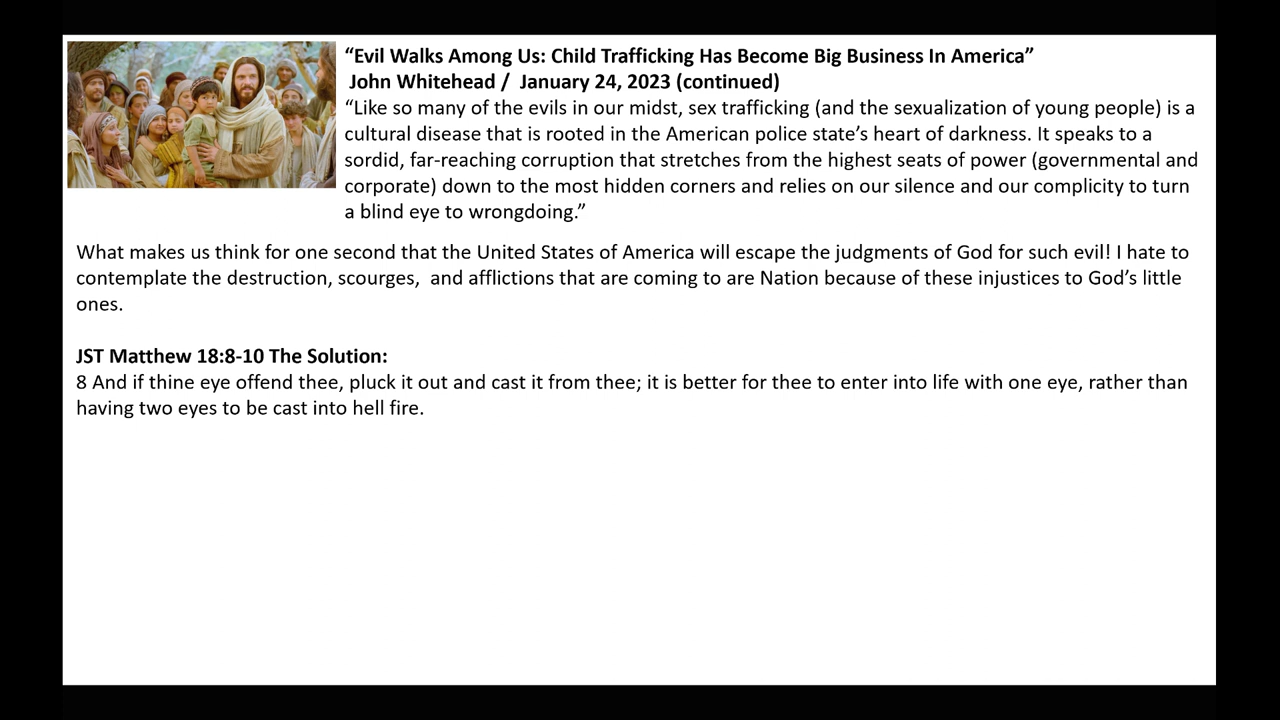 “Evil Walks Among Us: Child Trafficking Has Become Big Business In America”
John Whitehead /  January 24, 2023 (continued)
“Like so many of the evils in our midst, sex trafficking (and the sexualization of young people) is a
cultural disease that is rooted in the American police state’s heart of darkness. It speaks to a
sordid, far-reaching corruption that stretches from the highest seats of power (governmental and
corporate) down to the most hidden corners and relies on our silence and our complicity to turn
a blind eye to wrongdoing.”
What makes us think for one second that the United States of America will escape the judgments of God for such evil! I hate to
contemplate the destruction, scourges,  and afflictions that are coming to are Nation because of these injustices to God’s little
ones.
JST Matthew 18:8-10 The Solution:
8 And if thine eye offend thee, pluck it out and cast it from thee; it is better for thee to enter into life with one eye, rather than
having two eyes to be cast into hell fire.